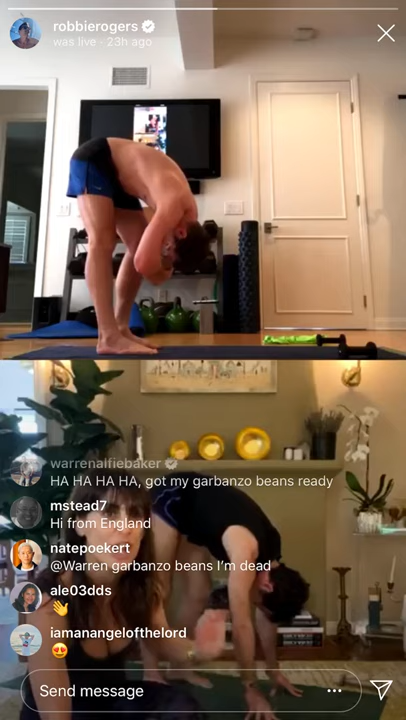 robbierogers
was live · 23h ago
warrenalfiebaker
HA HA HA HA, got my garbanzo beans ready
mstead7
Hi from England
natepoekert
@Warren garbanzo beans I'm dead
ale03dds
👋
iamanangelofthelord
😍
Send message